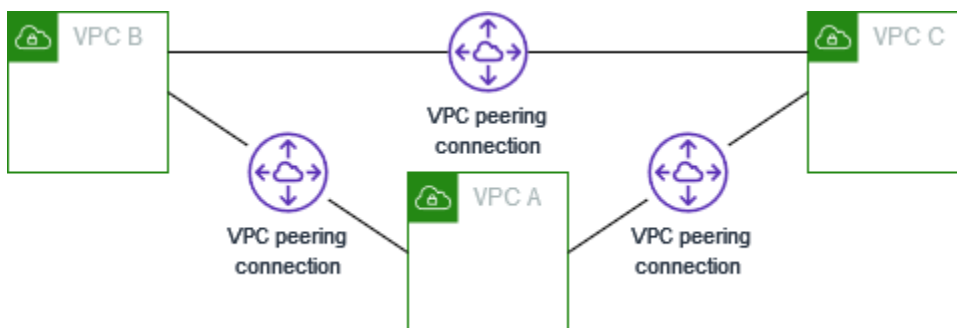 VPC B
VPC C
VPC peering
connection
VPC A
VPC peering
connection
VPC peering
connection